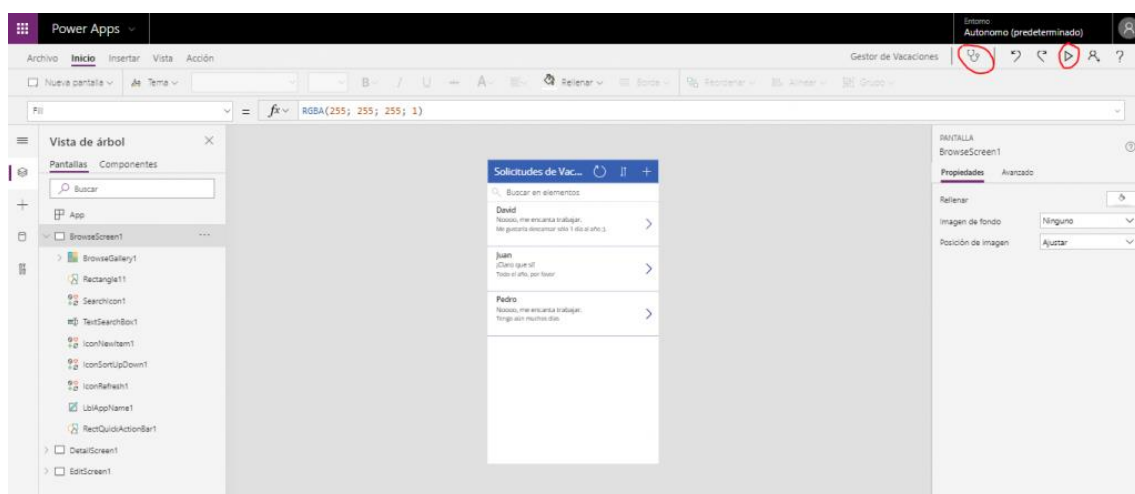 Power Apps
Entorno
Autonomo (predeterminado)
Archivo Inicio Insertar Vista Acción
Gestor de Vacaciones
Nueva pantalla Tema Rellenar Borde Reordenar Alinear Grupo
Fill = fx RGBA(255; 255; 255; 1)
Vista de árbol
Pantallas Componentes
Buscar
App
BrowseScreen1
BrowseGallery1
Rectangle11
SearchIcon1
TextSearchBox1
IconNewItem1
IconSortUpDown1
IconRefresh1
LblAppName1
RectQuickActionBar1
DetailScreen1
EditScreen1
Solicitudes de Vac...
Buscar en elementos
David
Noooo, me encanta trabajar.
Me gustaría descansar sólo 1 día al año ;).
Juan
¡Claro que sí!
Todo el año, por favor
Pedro
Noooo, me encanta trabajar.
Tengo aún muchos días
PANTALLA
BrowseScreen1
Propiedades Avanzado
Rellenar
Imagen de fondo Ninguno
Posición de imagen Ajustar